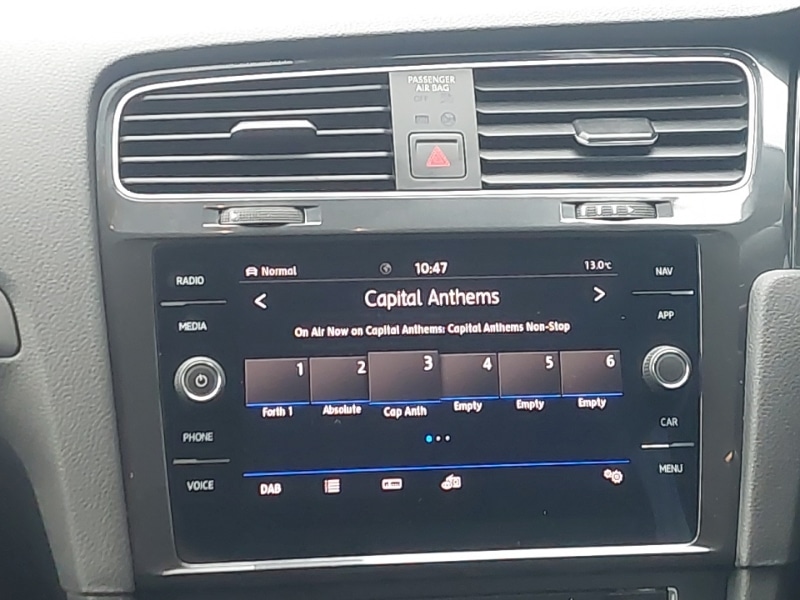 PASSENGER
AIR BAG
OFF
RADIO
MEDIA
PHONE
VOICE
Normal
10:47
13.0°C
<
Capital Anthems
>
On Air Now on Capital Anthems: Capital Anthems Non-Stop
1 2 3 4 5 6
Forth 1 Absolute Cap Anth Empty Empty Empty
DAB
NAV
APP
CAR
MENU